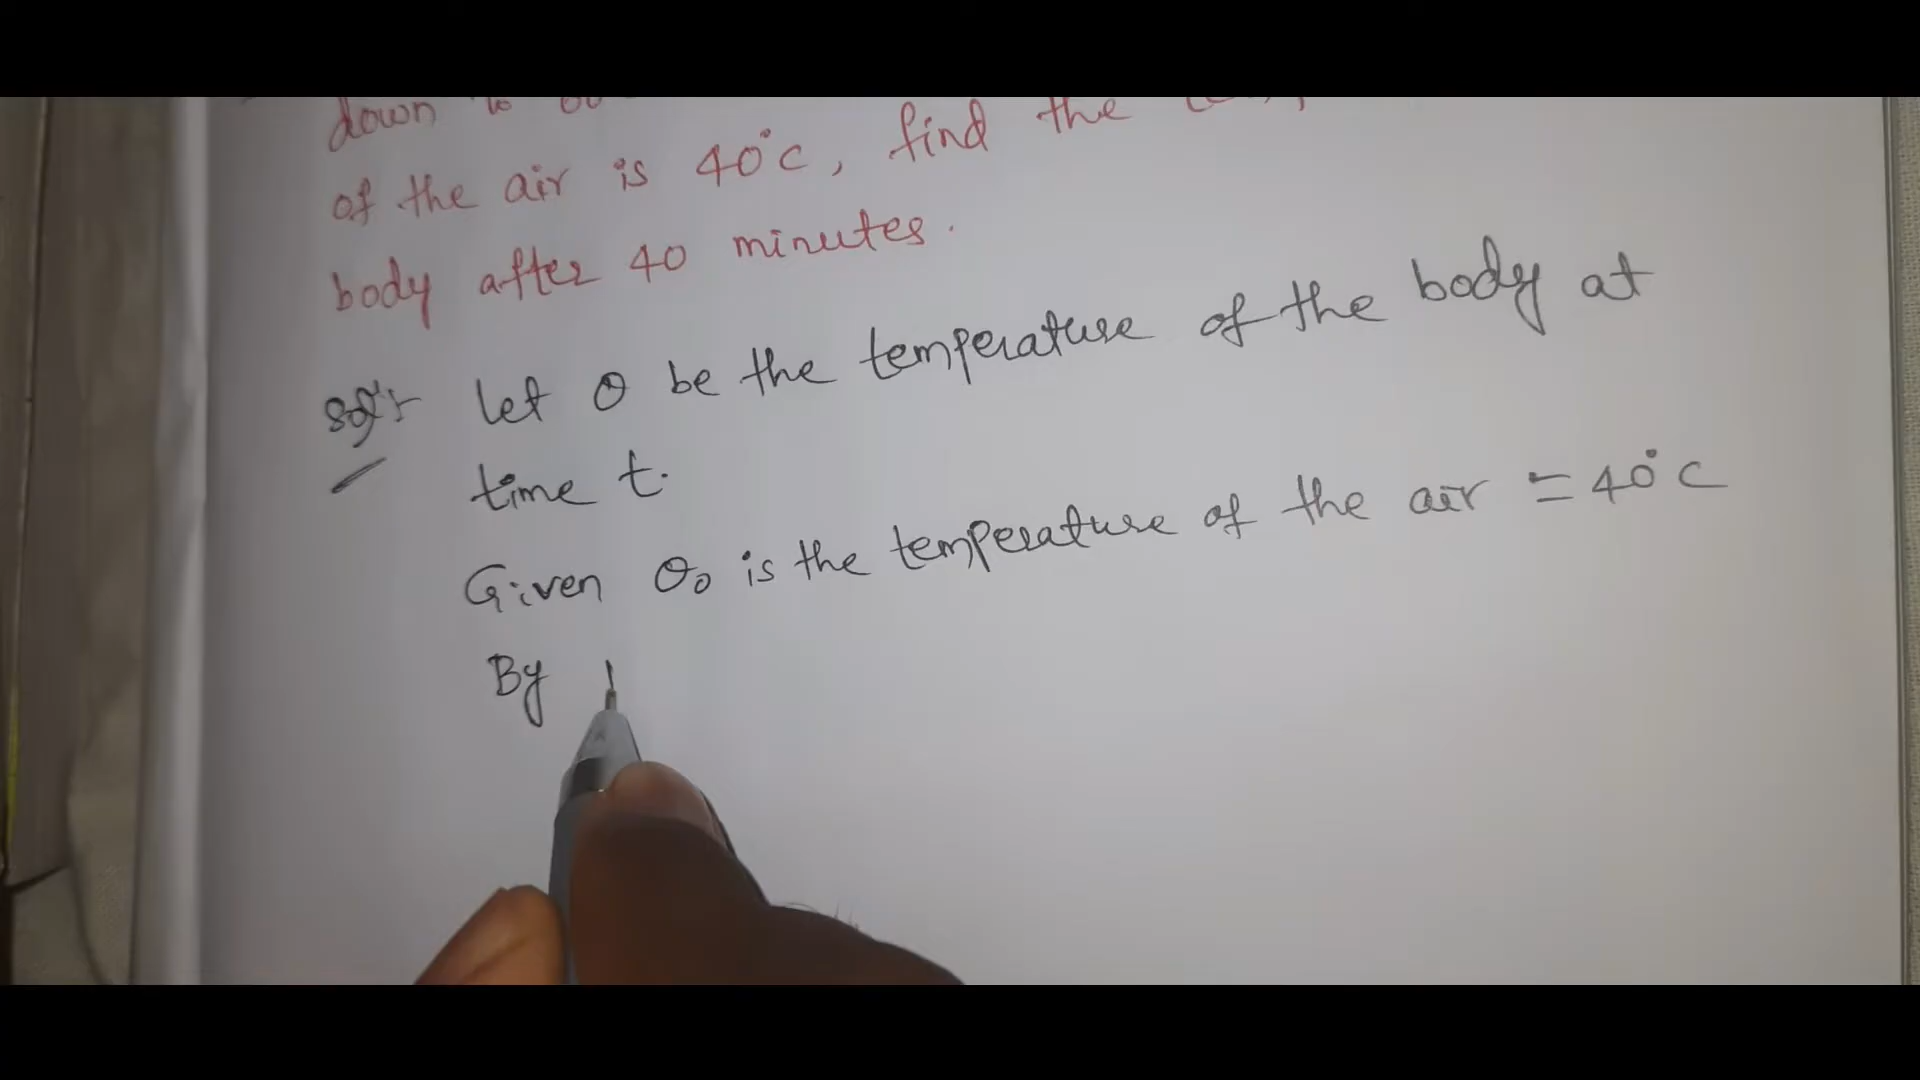 down to
of the air is 40°C, find the
body after 40 minutes.
Sol:- Let θ be the temperature of the body at
time t.
Given θ₀ is the temperature of the air = 40°C
By